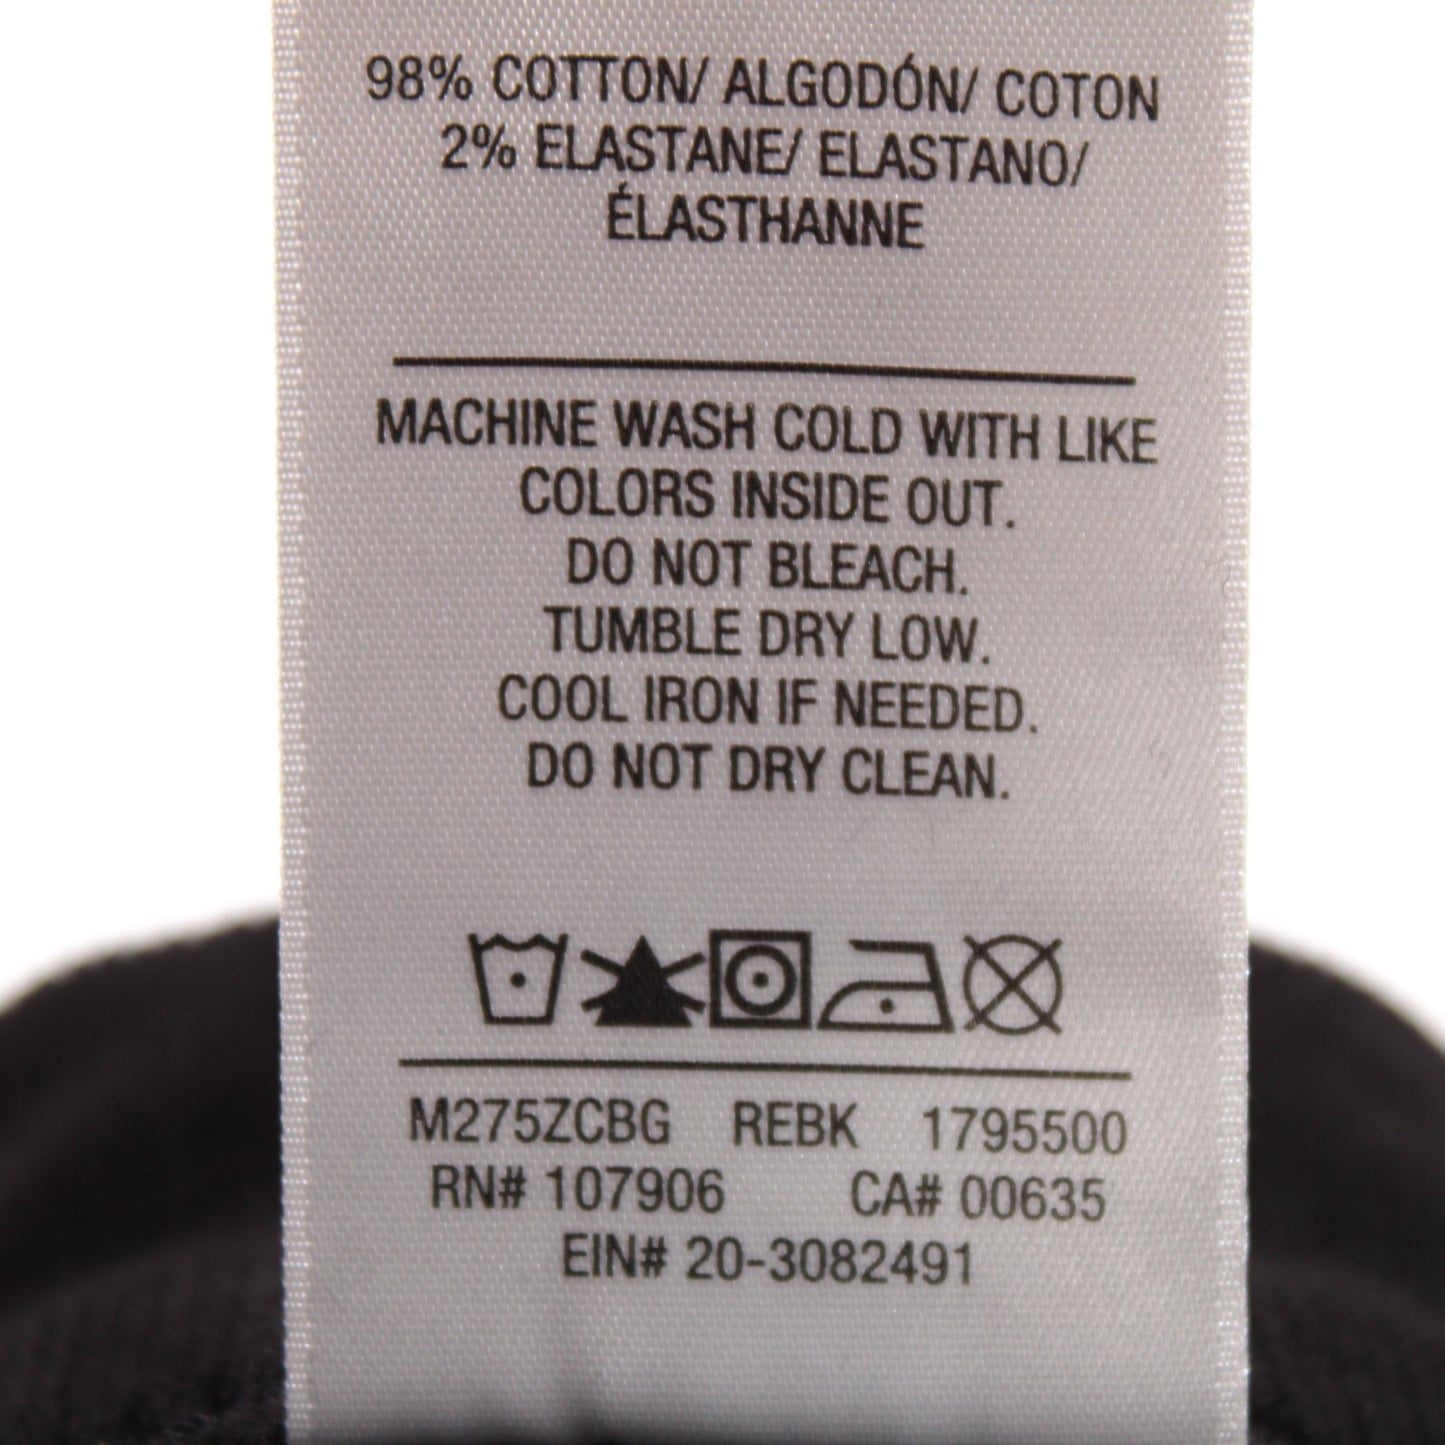 98% COTTON/ ALGODÓN/ COTON
2% ELASTANE/ ELASTANO/
ÉLASTHANNE
MACHINE WASH COLD WITH LIKE
COLORS INSIDE OUT.
DO NOT BLEACH.
TUMBLE DRY LOW.
COOL IRON IF NEEDED.
DO NOT DRY CLEAN.
M275ZCBG REBK 1795500
RN# 107906 CA# 00635
EIN# 20-3082491